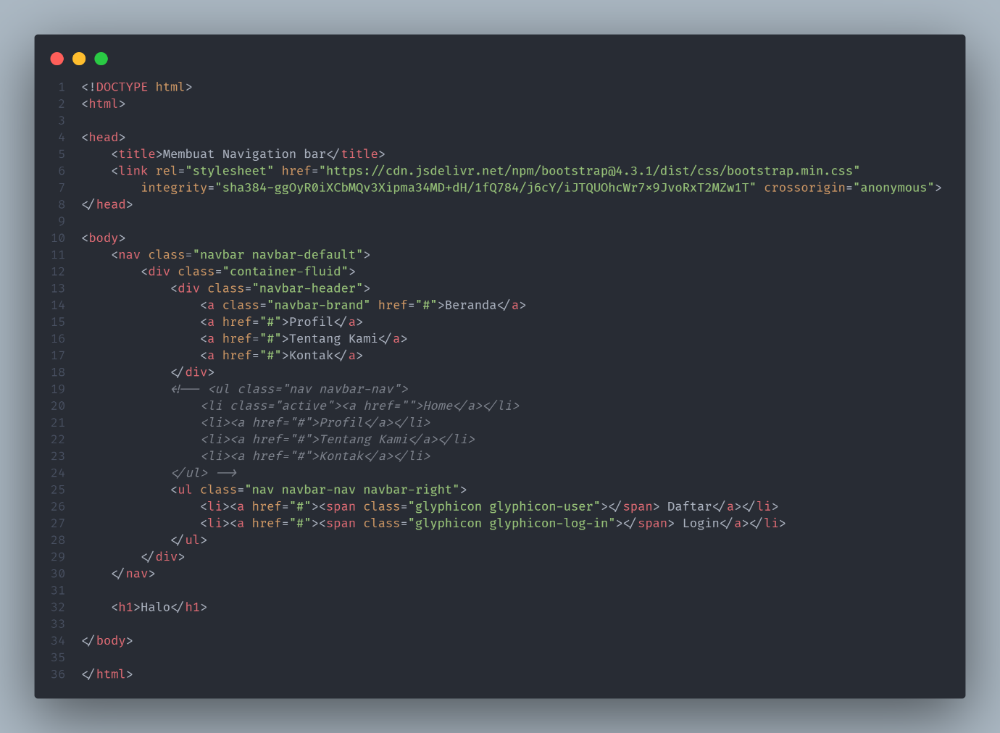 1 <!DOCTYPE html>
2 <html>
3
4 <head>
5     <title>Membuat Navigation bar</title>
6     <link rel="stylesheet" href="https://cdn.jsdelivr.net/npm/bootstrap@4.3.1/dist/css/bootstrap.min.css"
7         integrity="sha384-ggOyR0iXCbMQv3Xipma34MD+dH/1fQ784/j6cY/iJTQUOhcWr7x9JvoRxT2MZw1T" crossorigin="anonymous">
8 </head>
9
10 <body>
11     <nav class="navbar navbar-default">
12         <div class="container-fluid">
13             <div class="navbar-header">
14                 <a class="navbar-brand" href="#">Beranda</a>
15                 <a href="#">Profil</a>
16                 <a href="#">Tentang Kami</a>
17                 <a href="#">Kontak</a>
18             </div>
19             <!-- <ul class="nav navbar-nav">
20                 <li class="active"><a href="">Home</a></li>
21                 <li><a href="#">Profil</a></li>
22                 <li><a href="#">Tentang Kami</a></li>
23                 <li><a href="#">Kontak</a></li>
24             </ul> -->
25             <ul class="nav navbar-nav navbar-right">
26                 <li><a href="#"><span class="glyphicon glyphicon-user"></span> Daftar</a></li>
27                 <li><a href="#"><span class="glyphicon glyphicon-log-in"></span> Login</a></li>
28             </ul>
29         </div>
30     </nav>
31
32     <h1>Halo</h1>
33
34 </body>
35
36 </html>